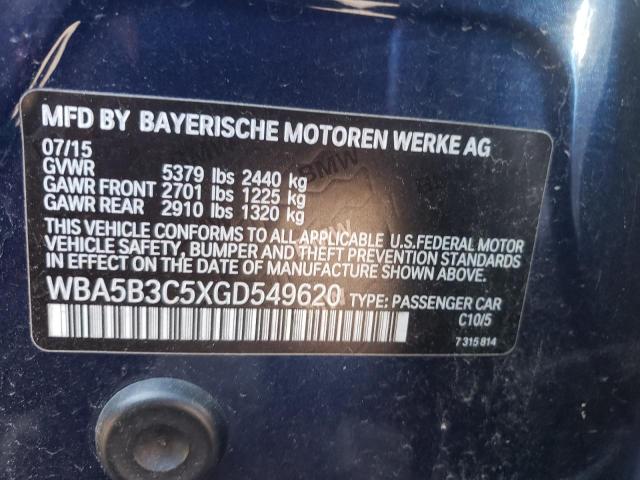 MFD BY BAYERISCHE MOTOREN WERKE AG
07/15
GVWR 5379 lbs 2440 kg
GAWR FRONT 2701 lbs 1225 kg
GAWR REAR 2910 lbs 1320 kg
THIS VEHICLE CONFORMS TO ALL APPLICABLE U.S.FEDERAL MOTOR
VEHICLE SAFETY, BUMPER AND THEFT PREVENTION STANDARDS
IN EFFECT ON THE DATE OF MANUFACTURE SHOWN ABOVE.
WBA5B3C5XGD549620 TYPE: PASSENGER CAR
C10/5
7 315 814
BMW